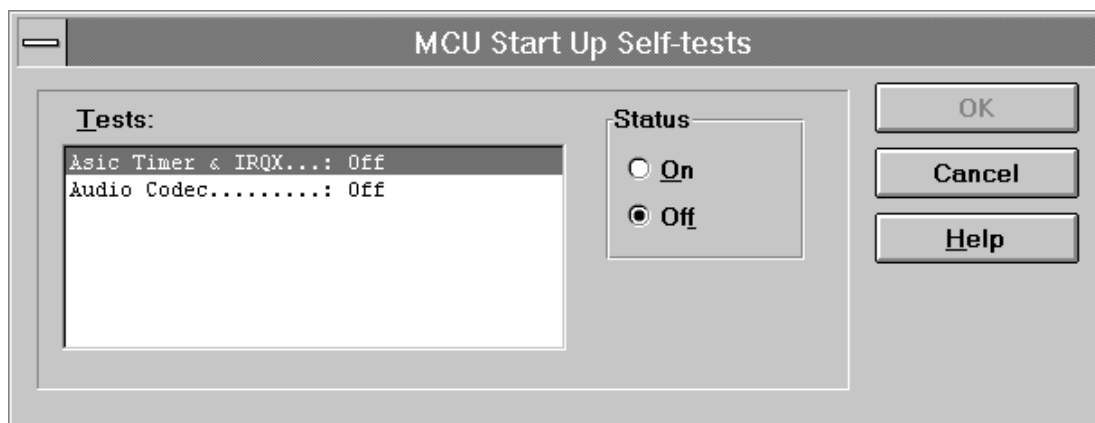 MCU Start Up Self-tests
Tests:
Asic Timer & IRQX...: Off
Audio Codec.........: Off
Status
On
Off
OK
Cancel
Help